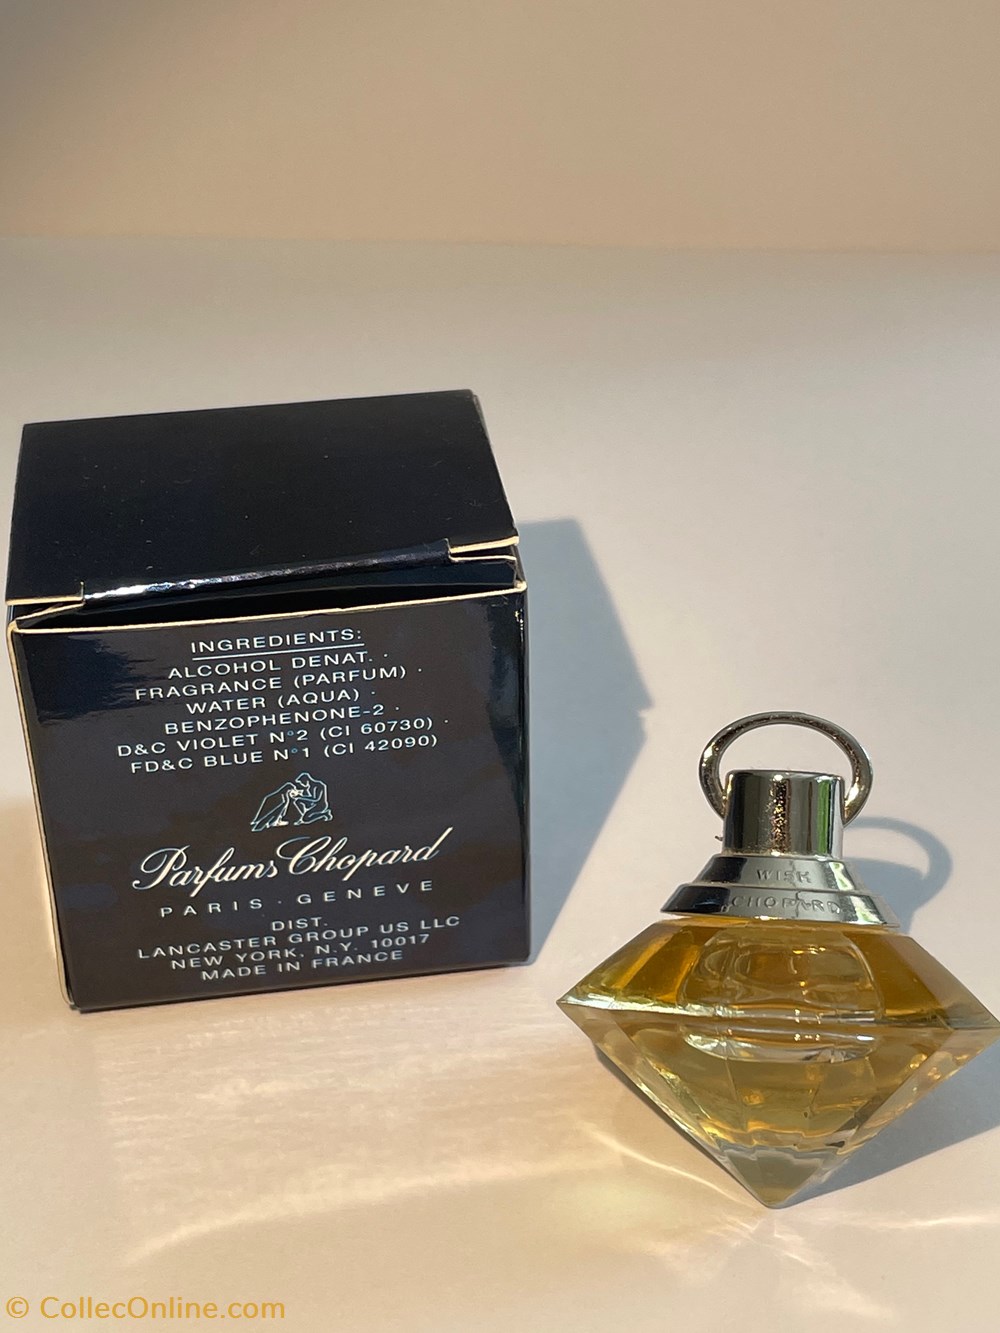 INGREDIENTS:
ALCOHOL DENAT. ·
FRAGRANCE (PARFUM) ·
WATER (AQUA) ·
BENZOPHENONE-2 ·
D&C VIOLET N°2 (CI 60730) ·
FD&C BLUE N°1 (CI 42090)
Parfums Chopard
PARIS · GENEVE
DIST.
LANCASTER GROUP US LLC
NEW YORK, N.Y. 10017
MADE IN FRANCE
WISH
CHOPARD
© CollecOnline.com